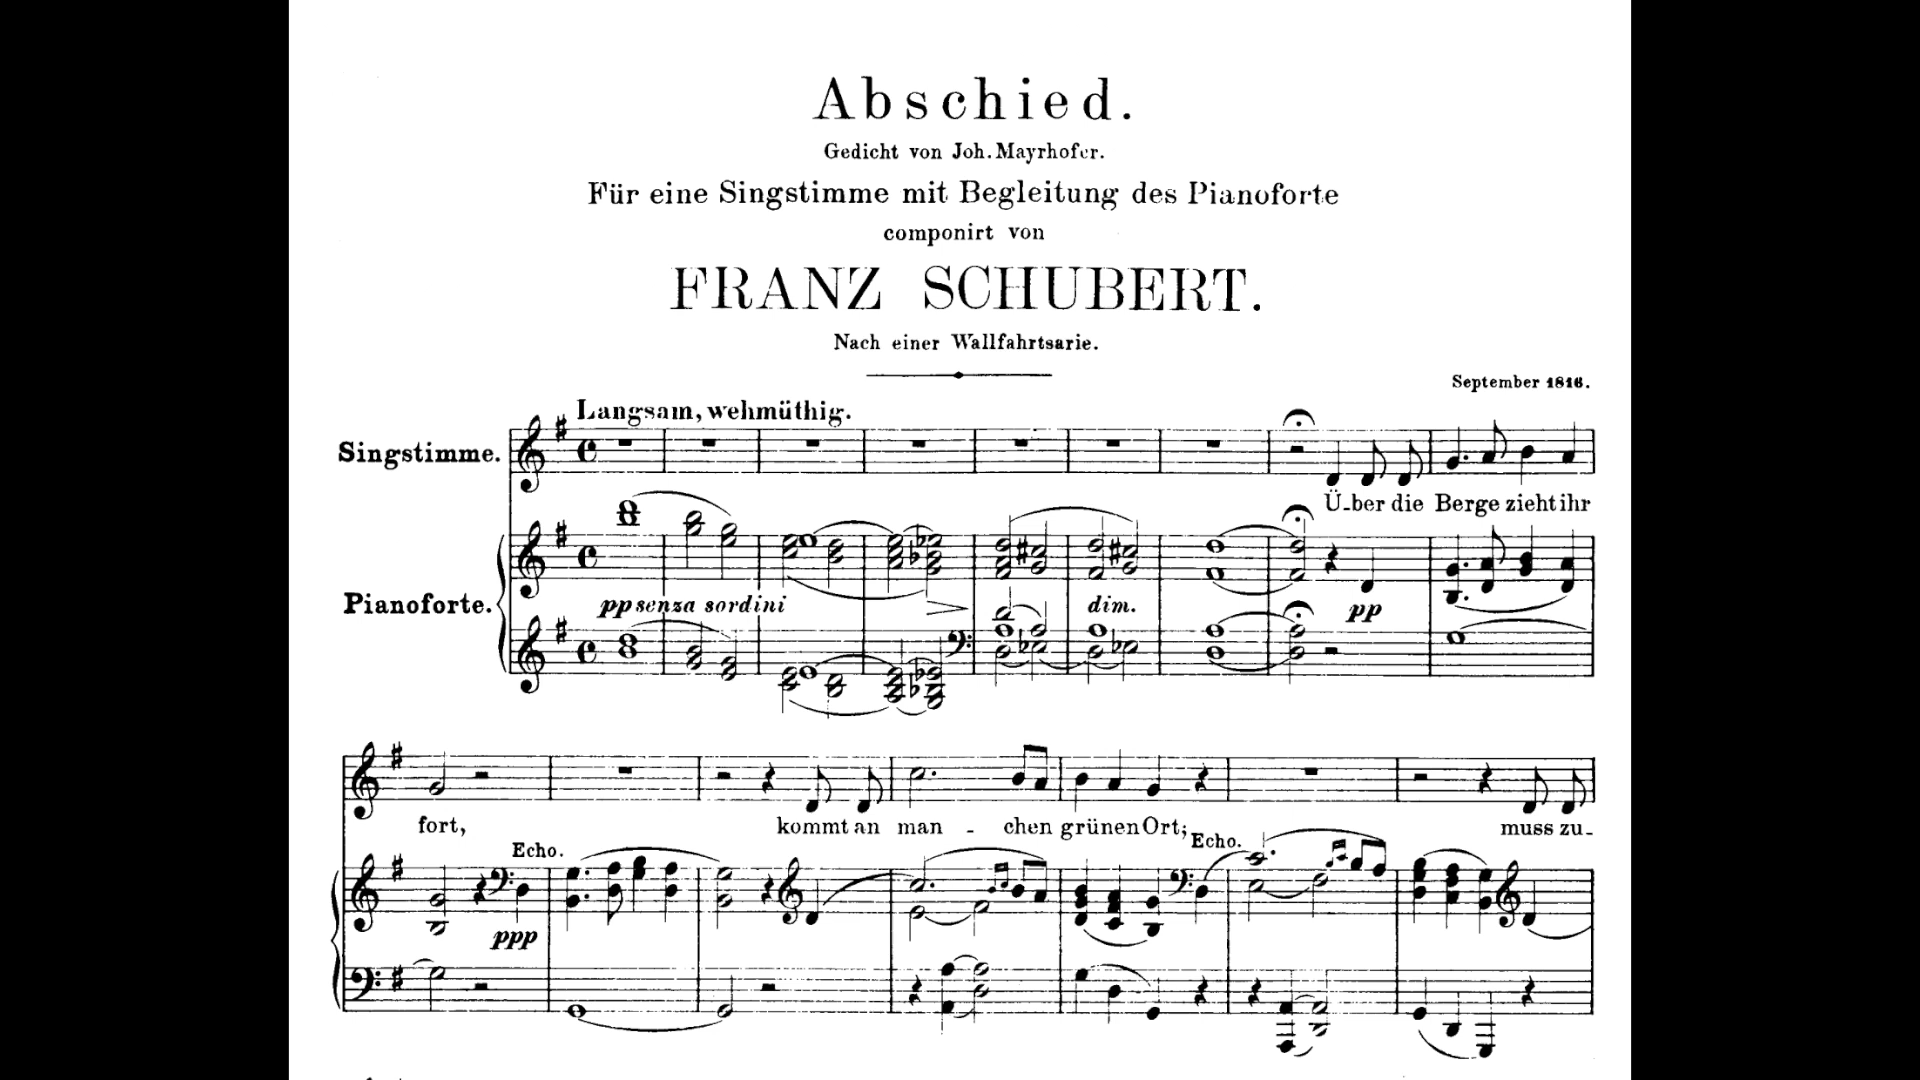 Abschied.
Gedicht von Joh. Mayrhofer.
Für eine Singstimme mit Begleitung des Pianoforte
componirt von
FRANZ SCHUBERT.
Nach einer Wallfahrtsarie.
September 1816.
Langsam, wehmüthig.
Singstimme.
Ü-ber die Berge zieht ihr
Pianoforte.
pp senza sordini
dim.
pp
fort,
kommt an man - chen grünen Ort;
muss zu-
Echo.
Echo.
ppp